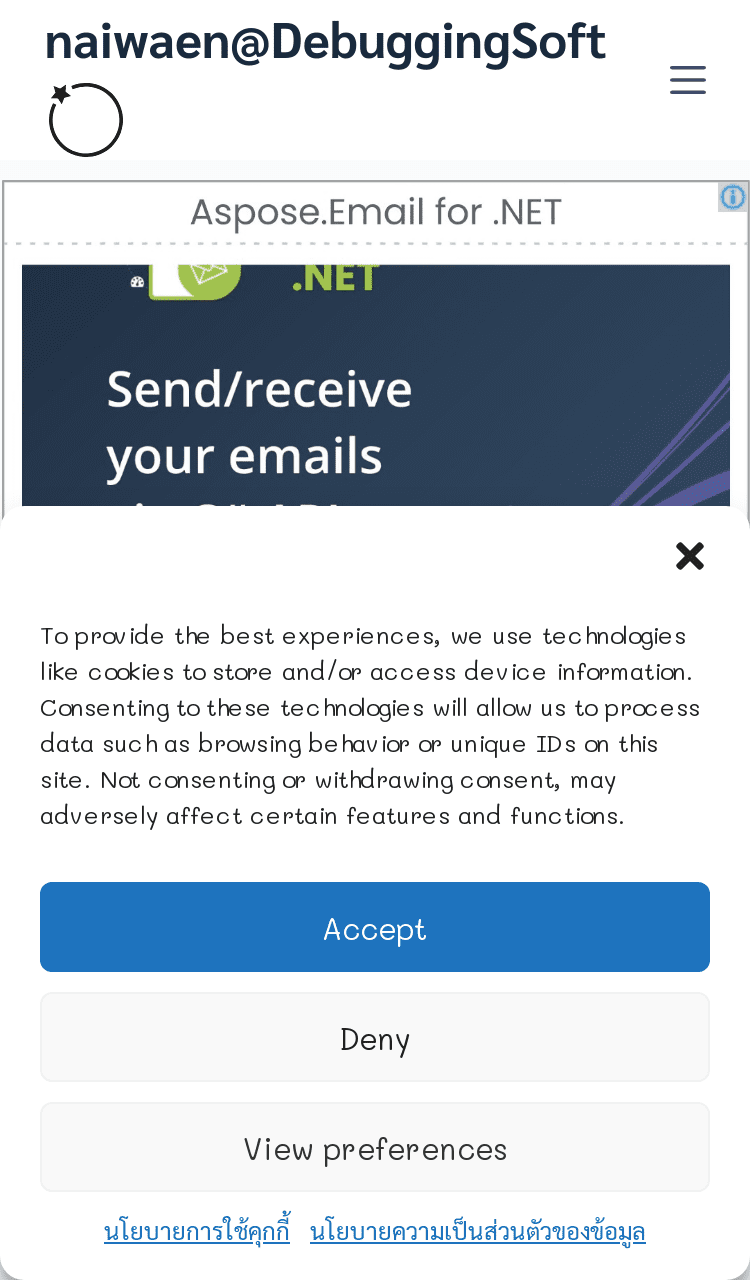 naiwaen@DebuggingSoft
Aspose.Email for .NET
.NET
Send/receive
your emails
To provide the best experiences, we use technologies
like cookies to store and/or access device information.
Consenting to these technologies will allow us to process
data such as browsing behavior or unique IDs on this
site. Not consenting or withdrawing consent, may
adversely affect certain features and functions.
Accept
Deny
View preferences
นโยบายการใช้คุกกี้ นโยบายความเป็นส่วนตัวของข้อมูล